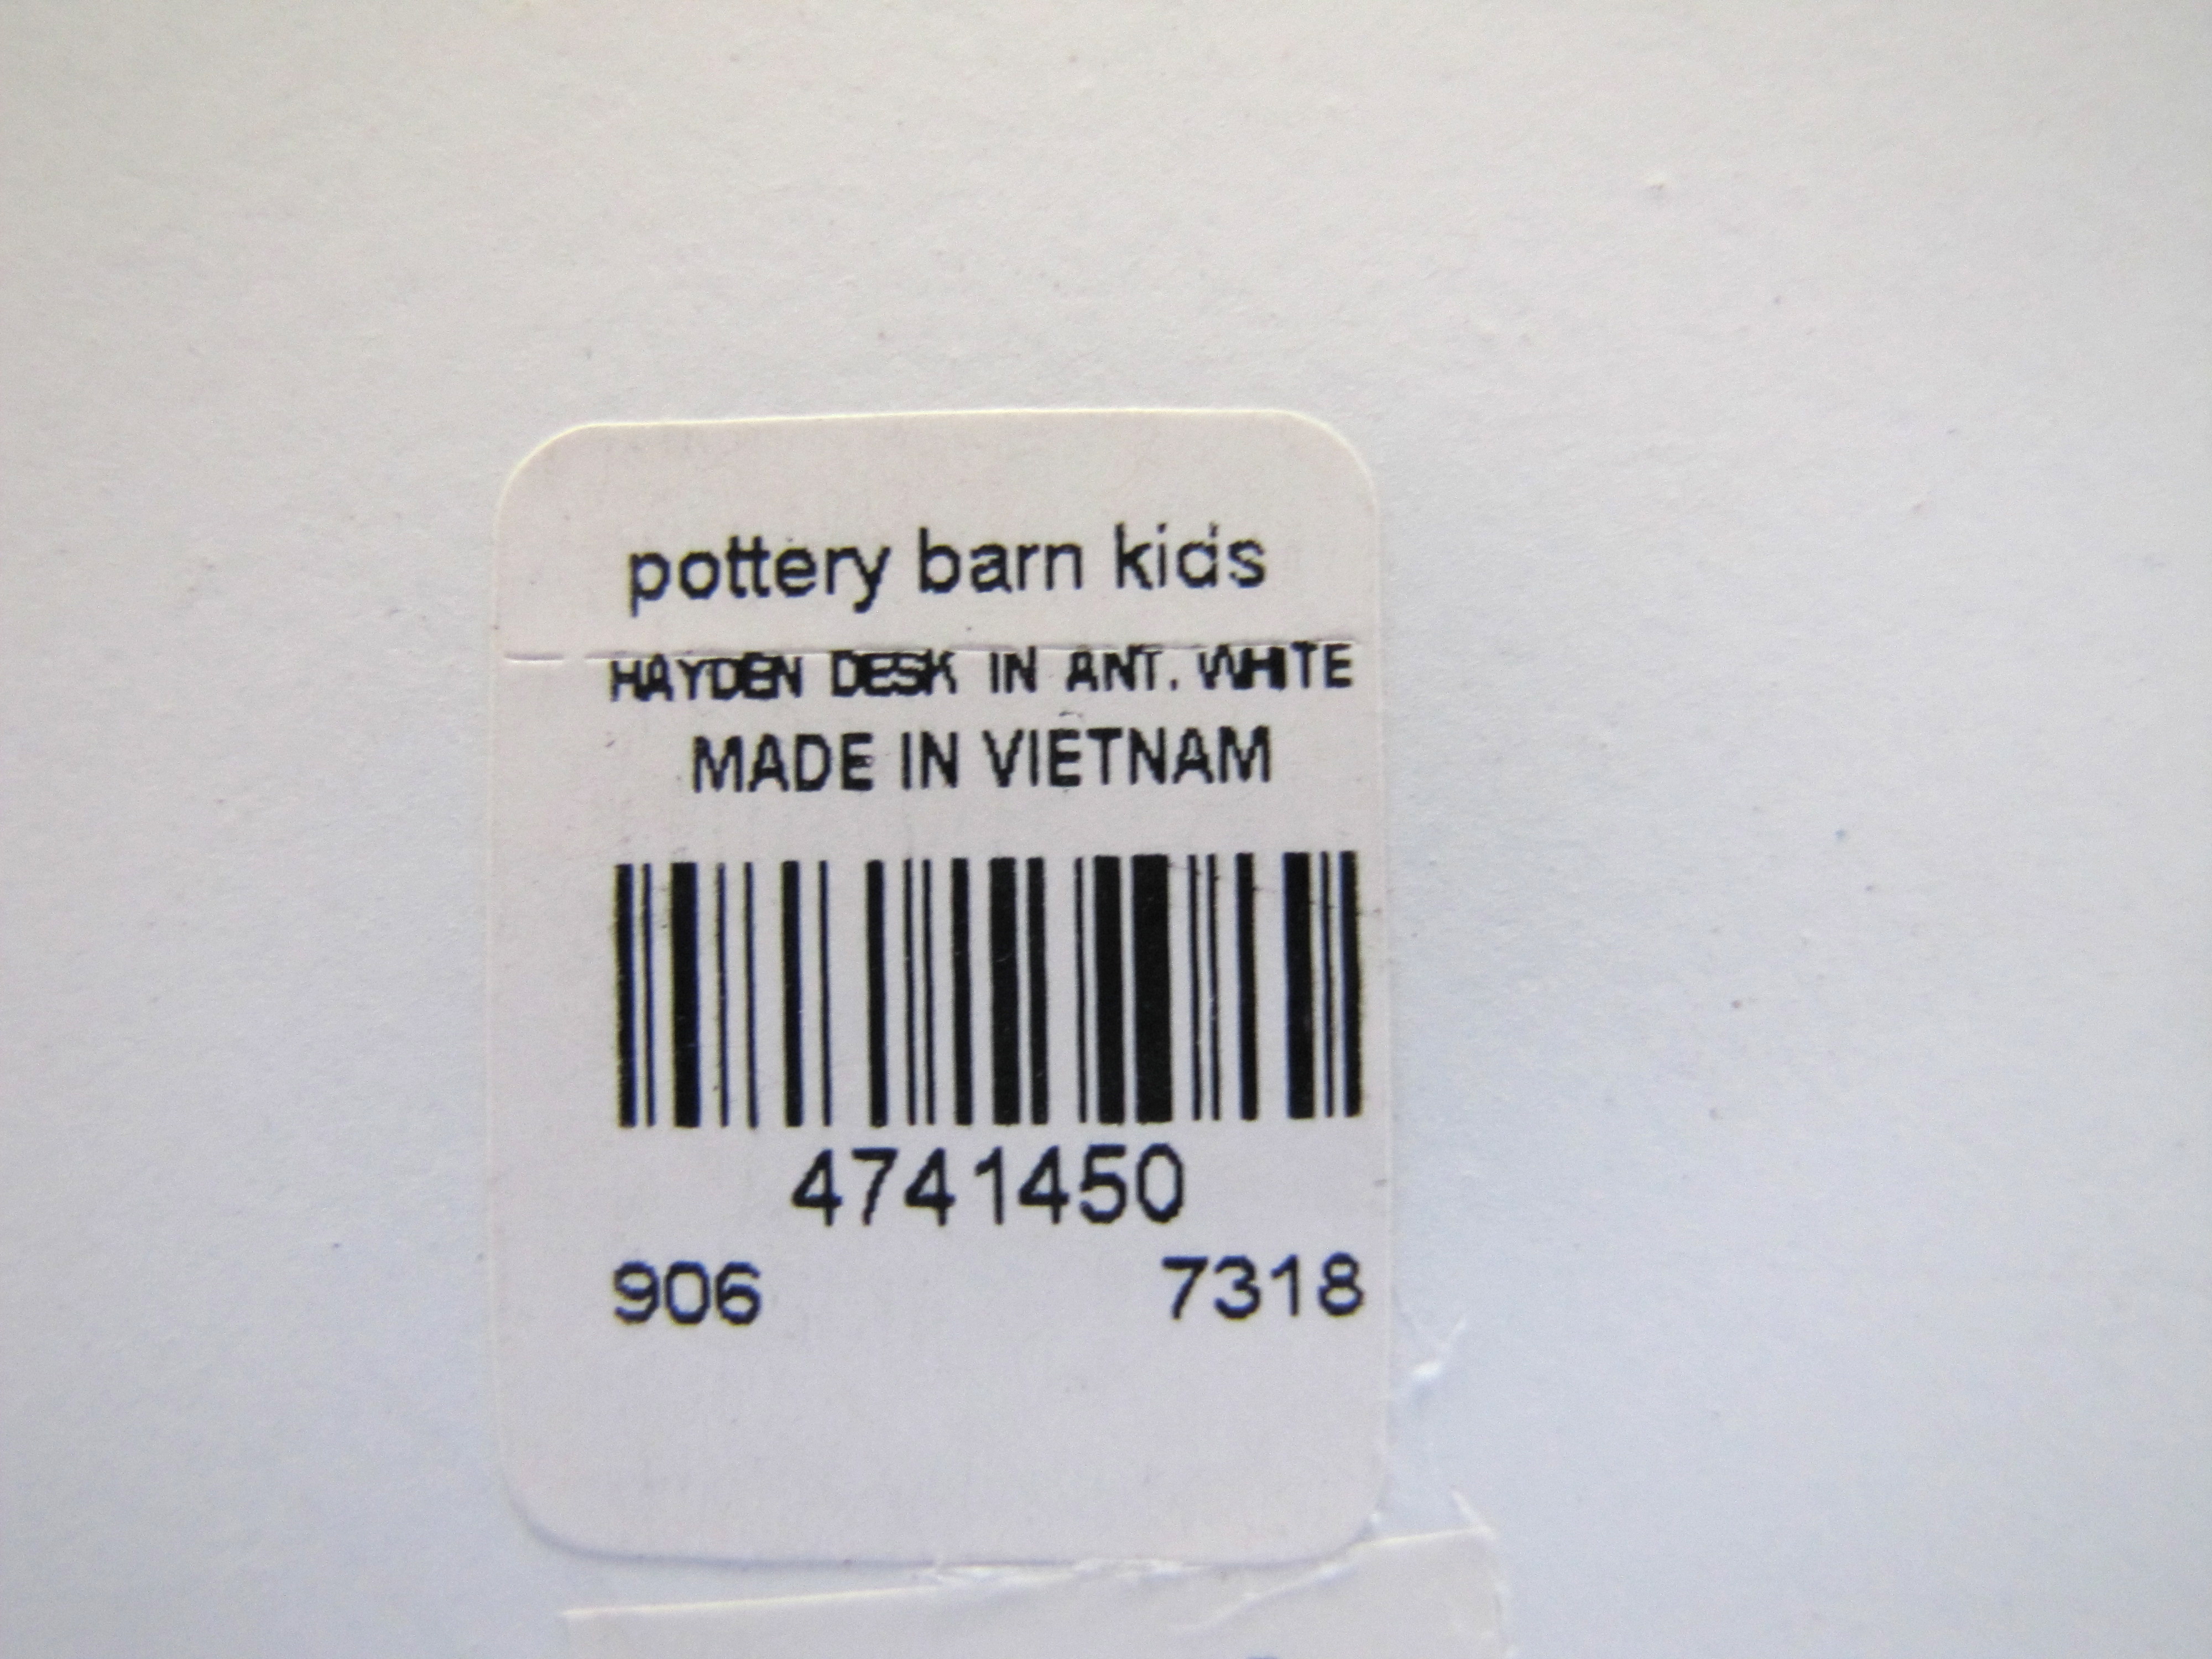 pottery barn kids
HAYDEN DESK IN ANT. WHITE
MADE IN VIETNAM
4741450
906 7318